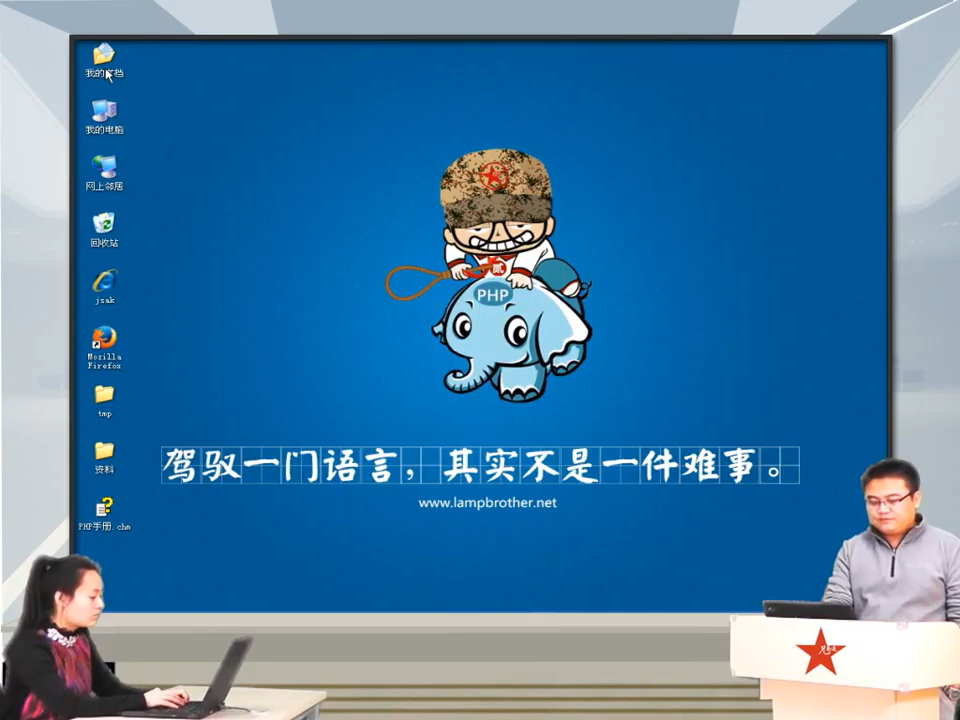 我的文档
我的电脑
网上邻居
回收站
jsak
Mozilla
Firefox
tmp
资料
PHP手册.chm
贰
PHP
驾驭一门语言，其实不是一件难事。
www.lampbrother.net